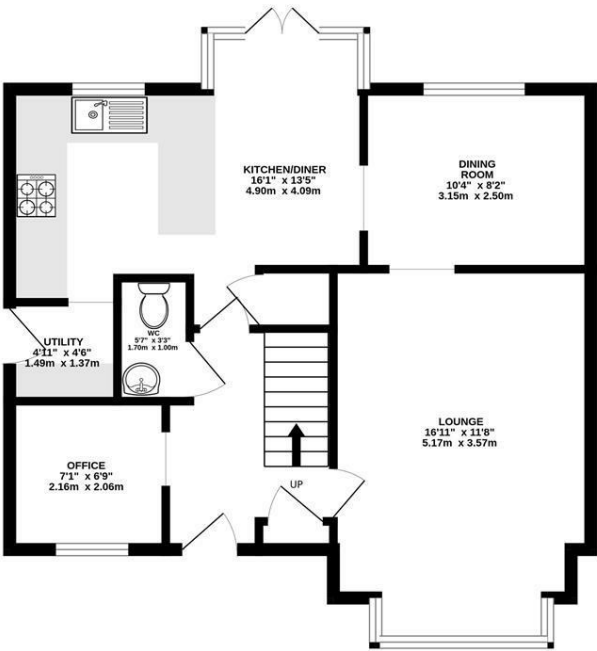 KITCHEN/DINER
16'1" x 13'5"
4.90m x 4.09m
DINING
ROOM
10'4" x 8'2"
3.15m x 2.50m
UTILITY
4'11" x 4'6"
1.49m x 1.37m
WC
5'7" x 3'3"
1.70m x 1.00m
LOUNGE
16'11" x 11'8"
5.17m x 3.57m
OFFICE
7'1" x 6'9"
2.16m x 2.06m
UP